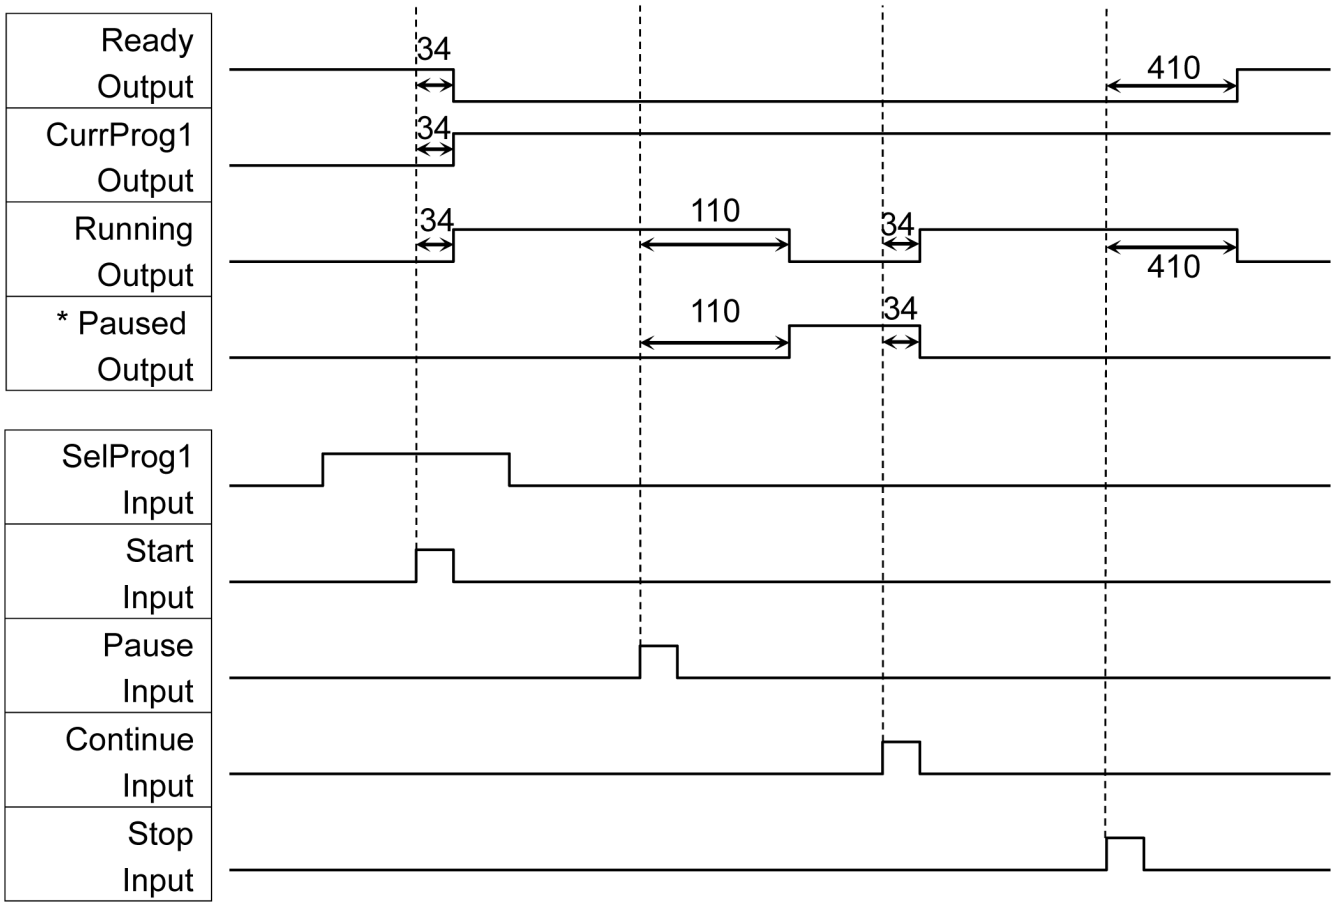 Ready
Output
34
410
CurrProg1
Output
34
Running
Output
34
110
34
410
* Paused
Output
110
34
SelProg1
Input
Start
Input
Pause
Input
Continue
Input
Stop
Input